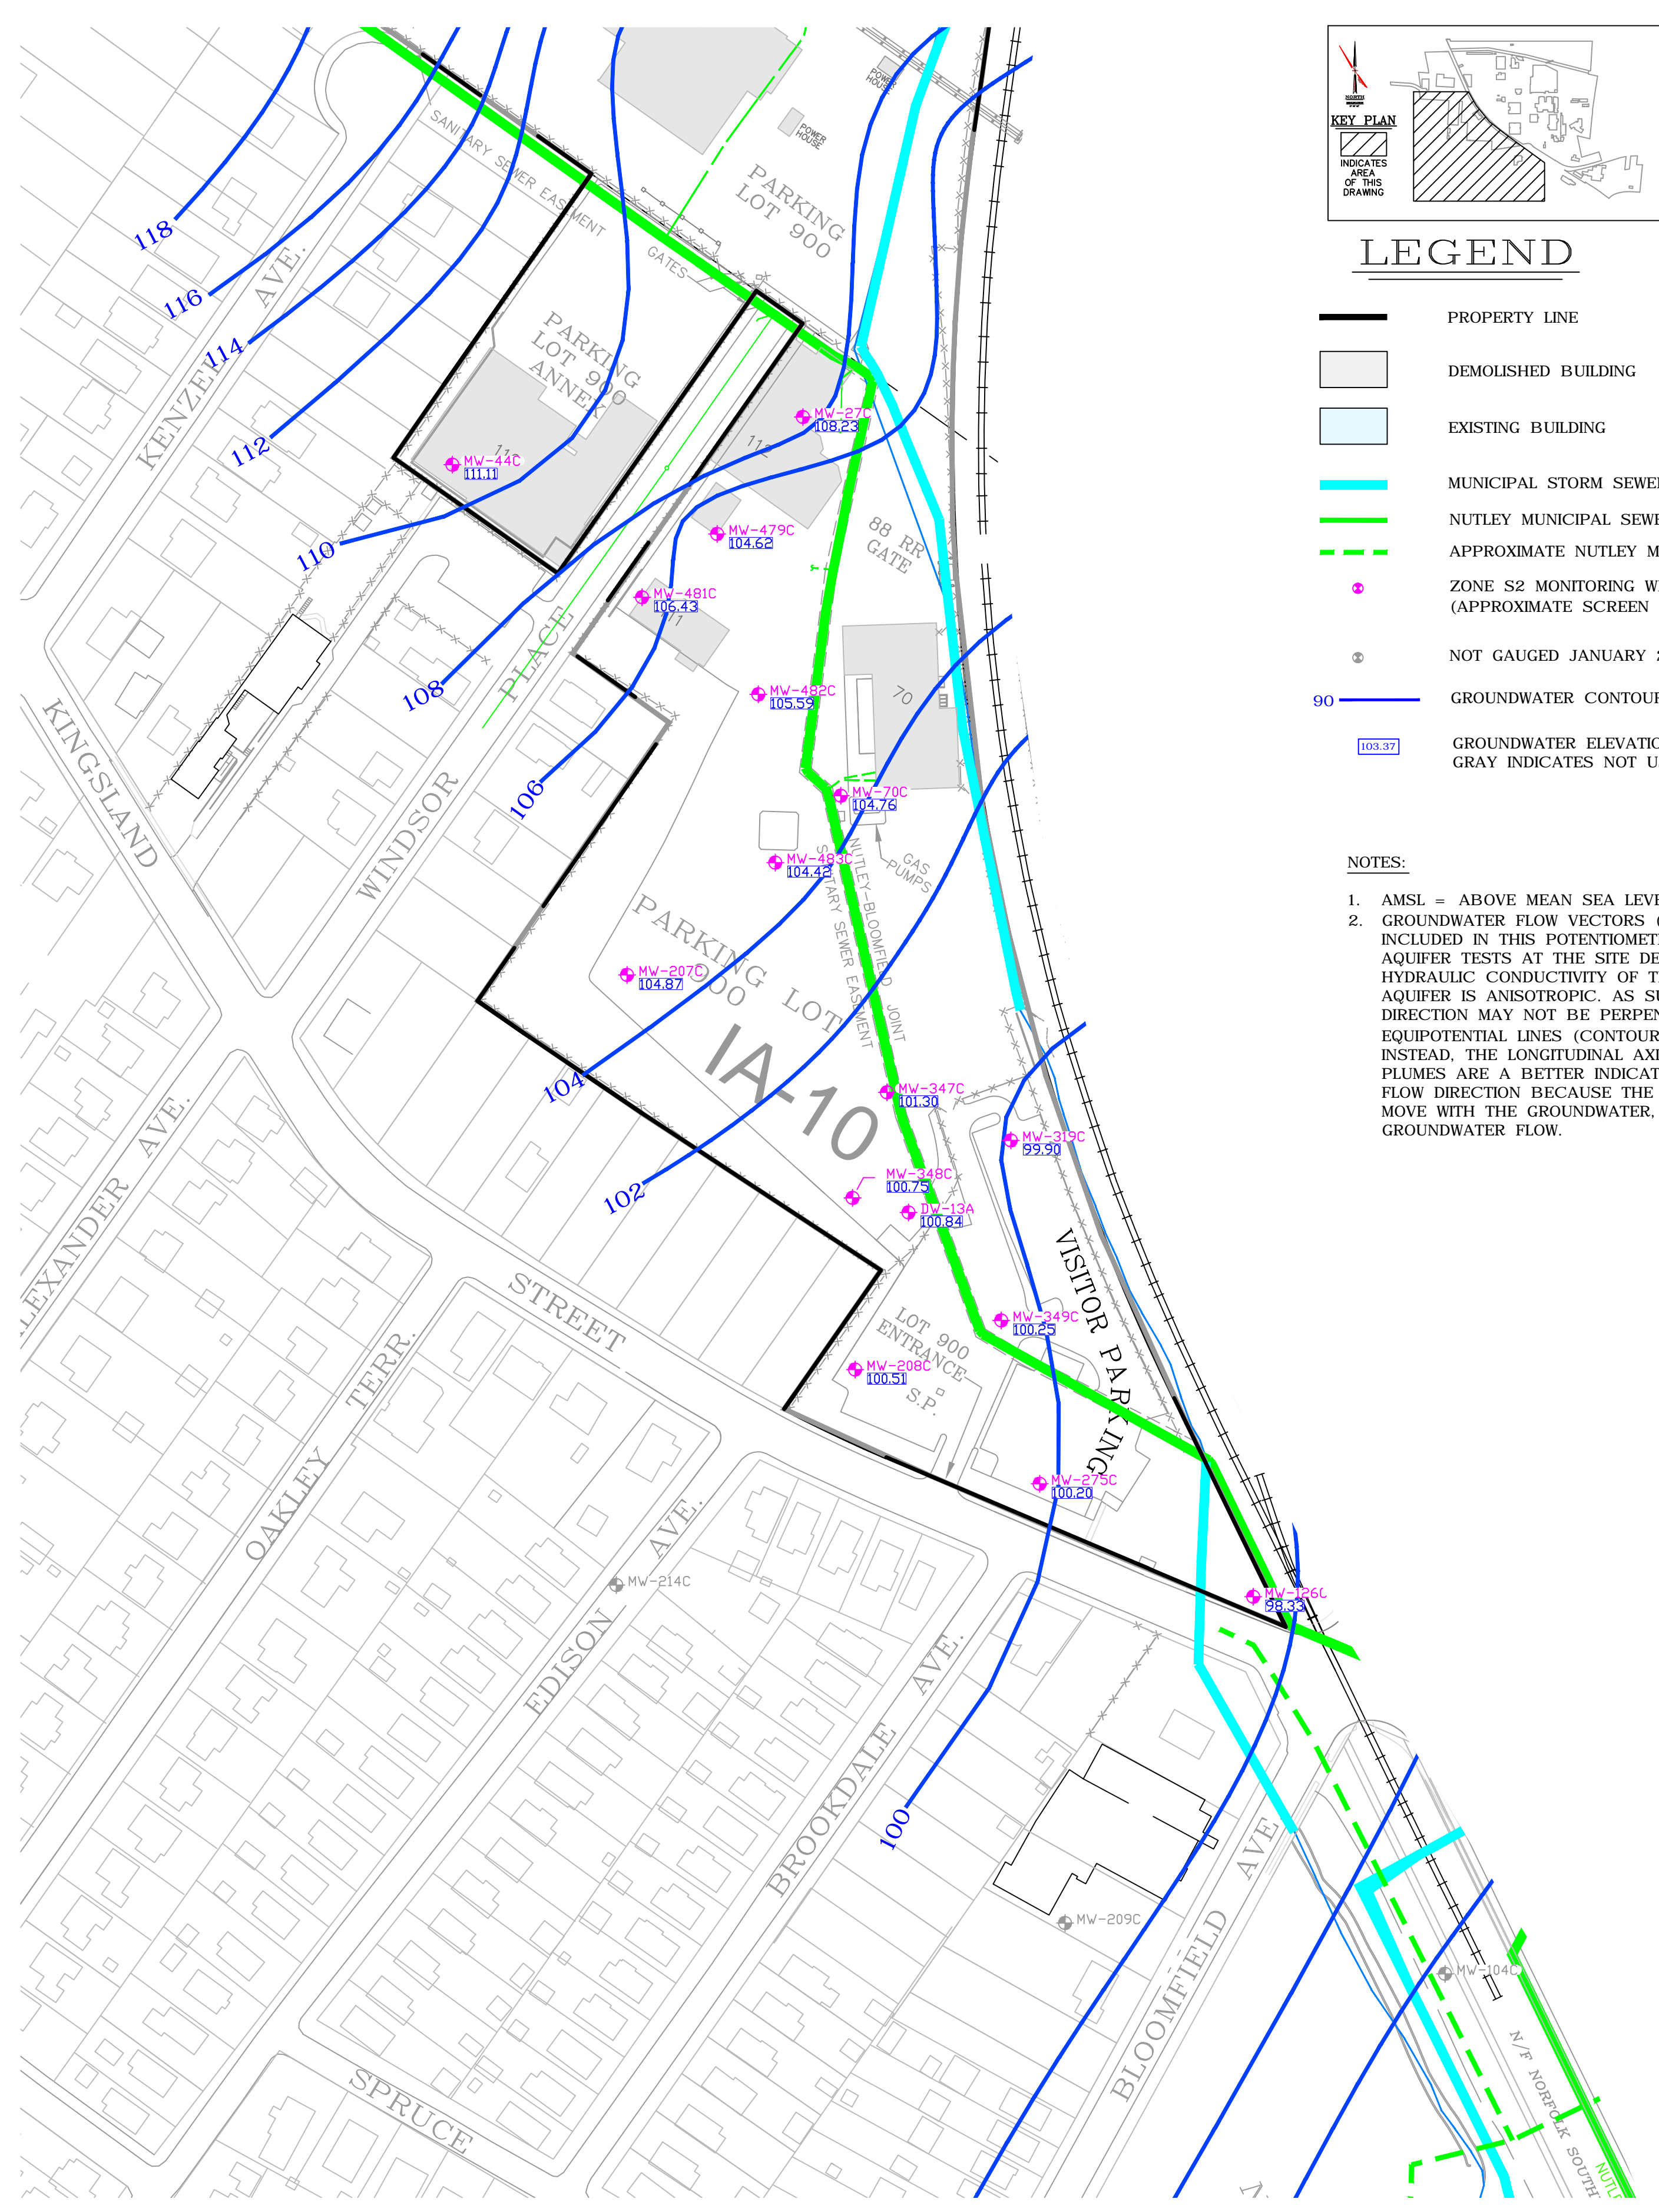 POWER HOUSE
POWER HOUSE
SANITARY SEWER EASEMENT
PARKING
LOT 900
GATES
118
116
114
112
110
108
106
104
102
100
KENZEL AVE.
PARKING
LOT 900
ANNEX
MW-44C
111.11
MW-27C
108.23
112
MW-479C
104.62
88 RR
GATE
MW-481C
106.43
MW-482C
105.59
70
MW-70C
104.76
MW-483C
104.42
GAS
PUMPS
NUTLEY-BLOOMFIELD JOINT
SANITARY SEWER EASEMENT
KINGSLAND
STREET
WINDSOR PLACE
PARKING LOT
900
MW-207C
104.87
IA-10
MW-347C
101.30
MW-319C
99.90
MW-348C
100.75
DW-13A
100.84
VISITOR PARKING
MW-349C
100.25
LOT 900
ENTRANCE
S.P.
MW-208C
100.51
MW-275C
100.20
MW-126C
98.33
MW-214C
MW-209C
MW-104C
ALEXANDER AVE.
OAKLEY TERR.
EDISON AVE.
BROOKDALE AVE.
BLOOMFIELD AVE
SPRUCE
N/F NORFOLK SOUTH
NUTL
NORTH
KEY PLAN
INDICATES
AREA
OF THIS
DRAWING
LEGEND
PROPERTY LINE
DEMOLISHED BUILDING
EXISTING BUILDING
MUNICIPAL STORM SEWE
NUTLEY MUNICIPAL SEWE
APPROXIMATE NUTLEY M
ZONE S2 MONITORING W
(APPROXIMATE SCREEN
NOT GAUGED JANUARY 2
90
GROUNDWATER CONTOUR
103.37
GROUNDWATER ELEVATIO
GRAY INDICATES NOT U
NOTES:
1. AMSL = ABOVE MEAN SEA LEVE
2. GROUNDWATER FLOW VECTORS (
INCLUDED IN THIS POTENTIOMET
AQUIFER TESTS AT THE SITE DE
HYDRAULIC CONDUCTIVITY OF T
AQUIFER IS ANISOTROPIC. AS SU
DIRECTION MAY NOT BE PERPEN
EQUIPOTENTIAL LINES (CONTOUR
INSTEAD, THE LONGITUDINAL AXI
PLUMES ARE A BETTER INDICAT
FLOW DIRECTION BECAUSE THE
MOVE WITH THE GROUNDWATER,
GROUNDWATER FLOW.